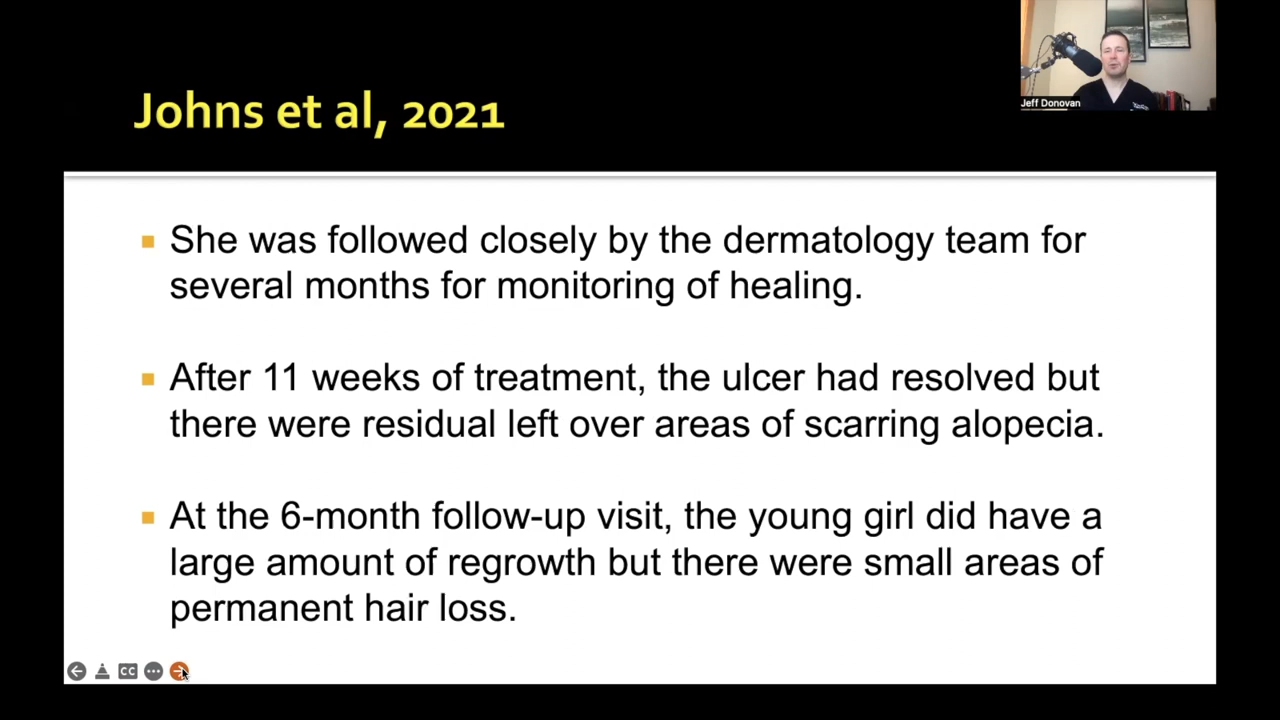 Jeff Donovan
Johns et al, 2021
She was followed closely by the dermatology team for
several months for monitoring of healing.
After 11 weeks of treatment, the ulcer had resolved but
there were residual left over areas of scarring alopecia.
At the 6-month follow-up visit, the young girl did have a
large amount of regrowth but there were small areas of
permanent hair loss.
CC